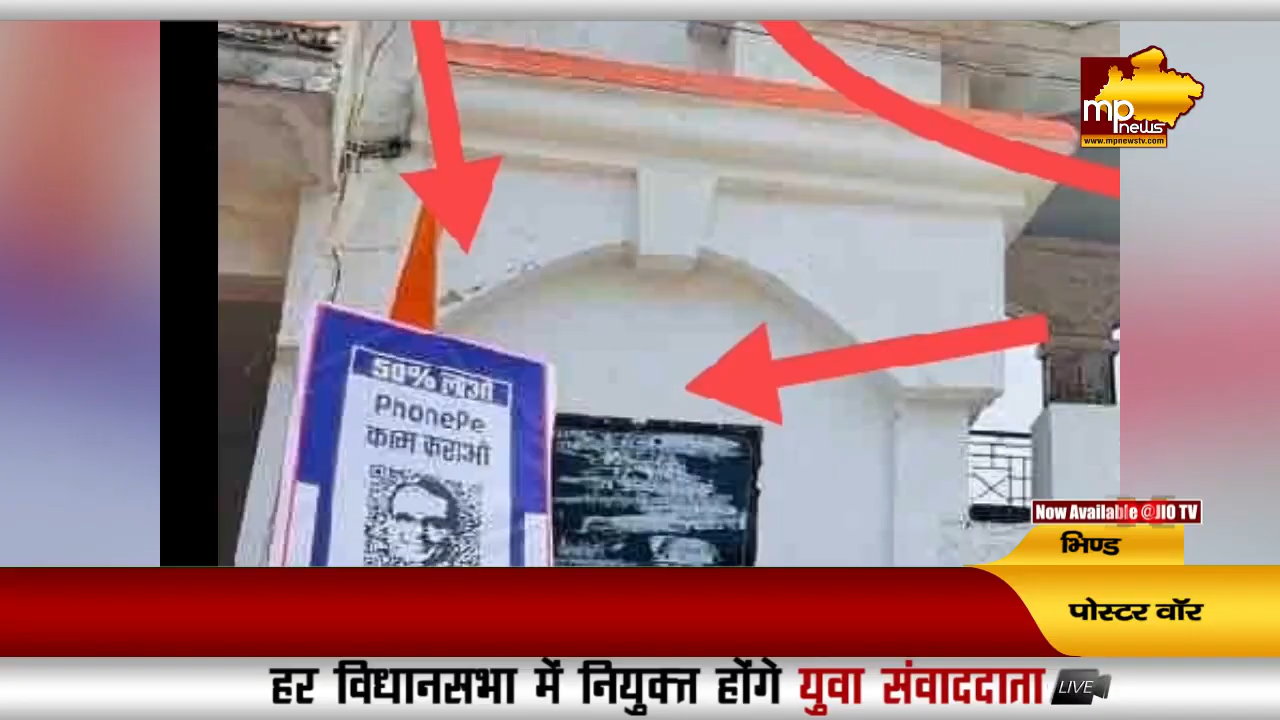 mp
news
www.mpnewstv.com
50% लाओ
PhonePe
काम कराओ
Now Available @JIO TV
भिण्ड
पोस्टर वॉर
हर विधानसभा में नियुक्त होंगे युवा संवाददाता
LIVE